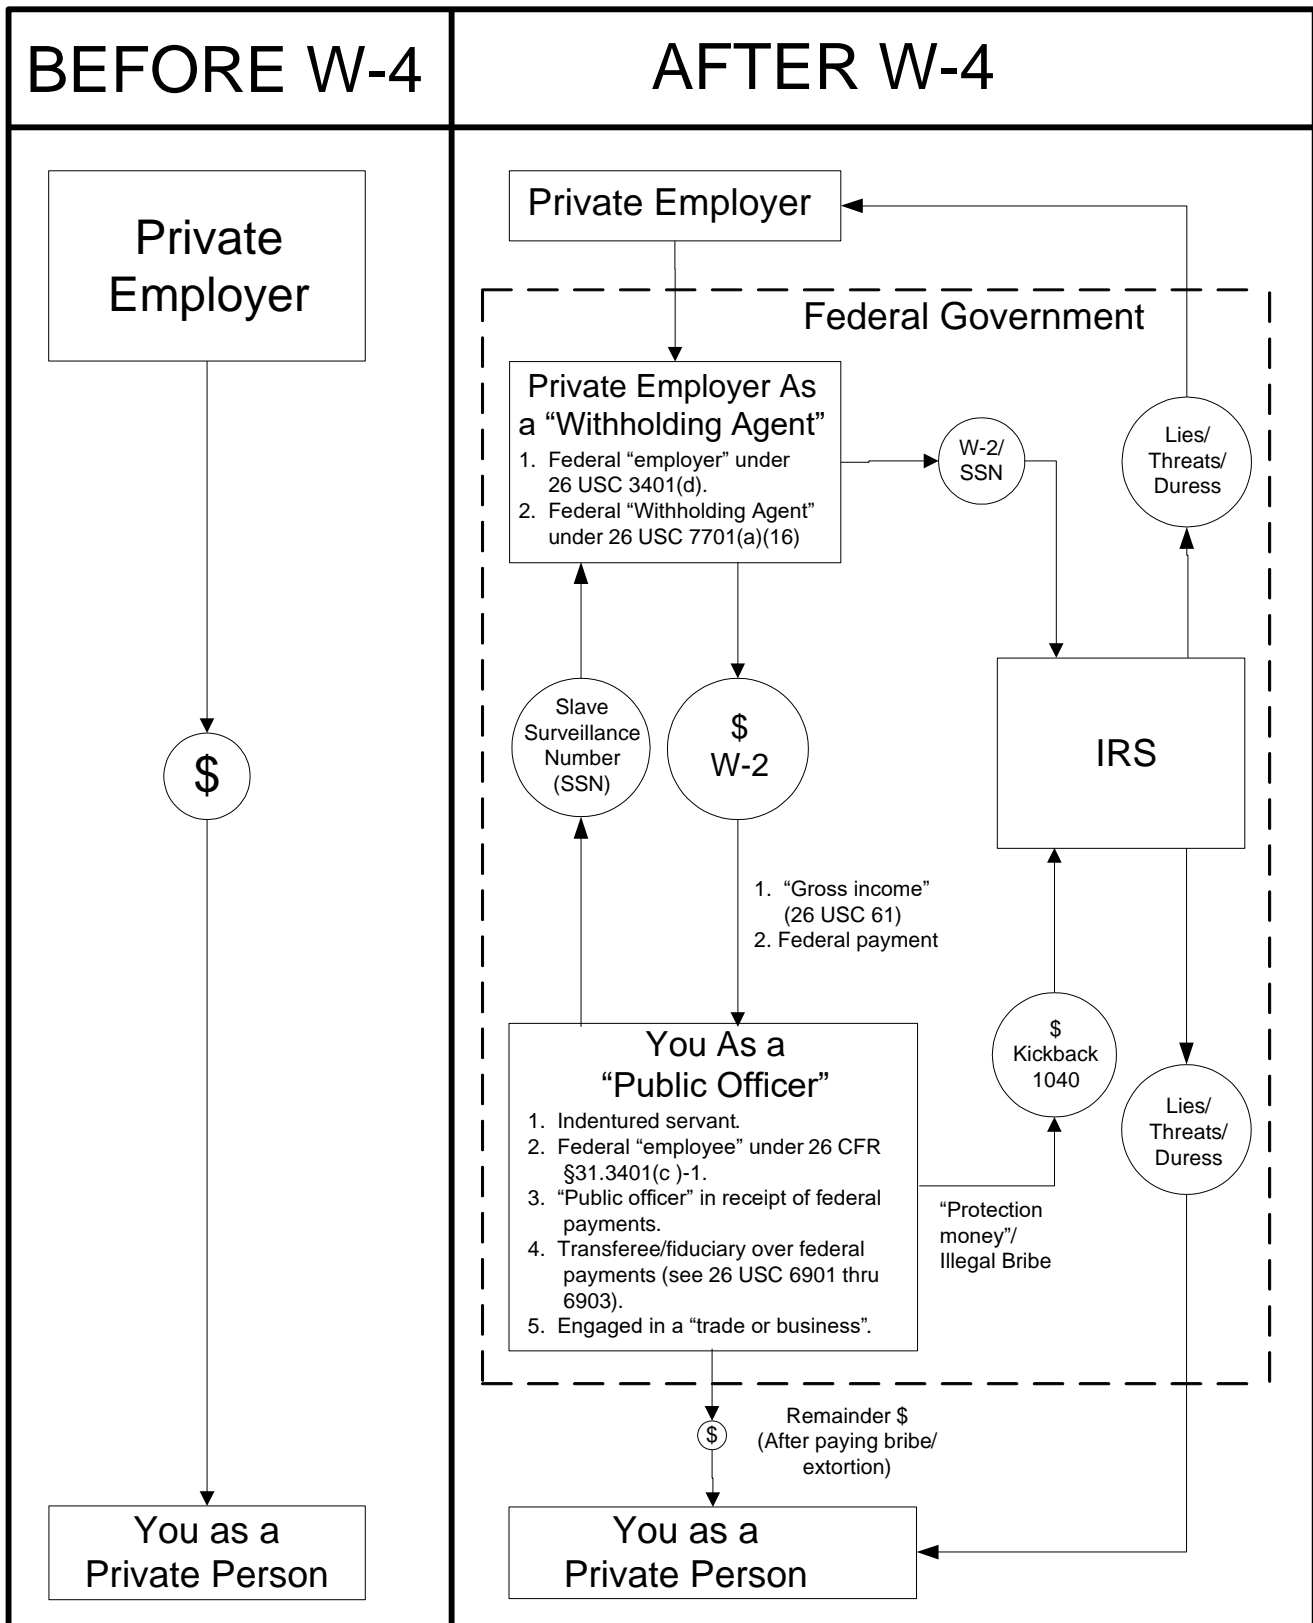 BEFORE W-4
AFTER W-4
Private
Employer
$
You as a
Private Person
Private Employer
Federal Government
Private Employer As
a “Withholding Agent”
1. Federal “employer” under
26 USC 3401(d).
2. Federal “Withholding Agent”
under 26 USC 7701(a)(16)
W-2/
SSN
Lies/
Threats/
Duress
Slave
Surveillance
Number
(SSN)
$
W-2
IRS
1. “Gross income”
(26 USC 61)
2. Federal payment
You As a
“Public Officer”
1. Indentured servant.
2. Federal “employee” under 26 CFR
§31.3401(c )-1.
3. “Public officer” in receipt of federal
payments.
4. Transferee/fiduciary over federal
payments (see 26 USC 6901 thru
6903).
5. Engaged in a “trade or business”.
$
Kickback
1040
Lies/
Threats/
Duress
“Protection
money”/
Illegal Bribe
$
Remainder $
(After paying bribe/
extortion)
You as a
Private Person